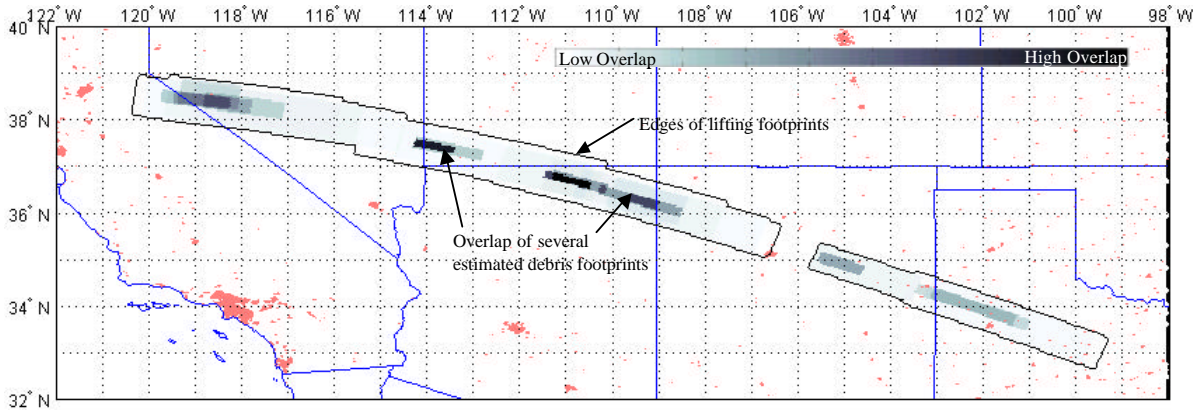 122° W 120° W 118° W 116° W 114° W 112° W 110° W 108° W 106° W 104° W 102° W 100° W 98° W
40° N
Low Overlap High Overlap
38° N
Edges of lifting footprints
36° N
Overlap of several
estimated debris footprints
34° N
32° N